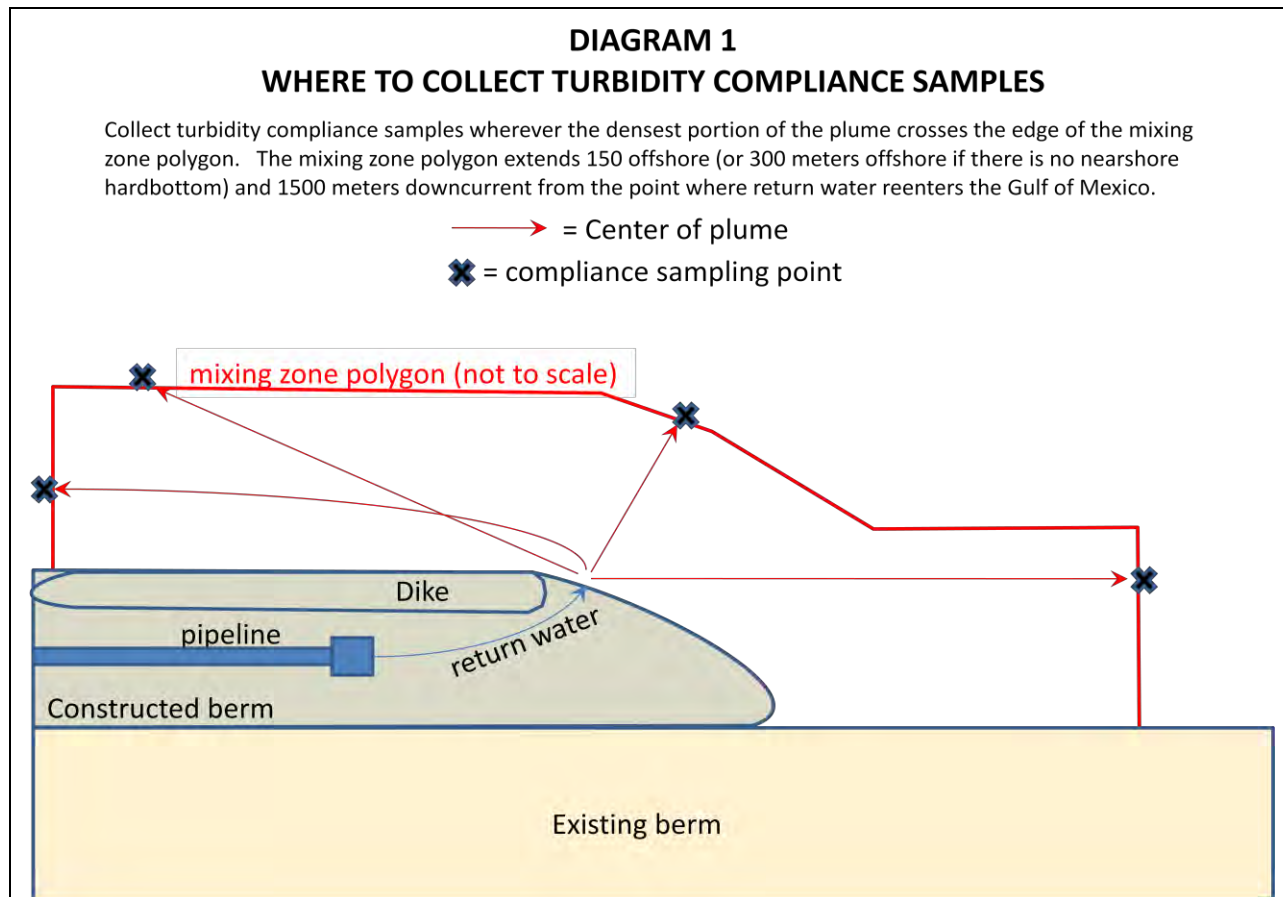 DIAGRAM 1
WHERE TO COLLECT TURBIDITY COMPLIANCE SAMPLES
Collect turbidity compliance samples wherever the densest portion of the plume crosses the edge of the mixing
zone polygon. The mixing zone polygon extends 150 offshore (or 300 meters offshore if there is no nearshore
hardbottom) and 1500 meters downcurrent from the point where return water reenters the Gulf of Mexico.
= Center of plume
= compliance sampling point
mixing zone polygon (not to scale)
Dike
pipeline
return water
Constructed berm
Existing berm